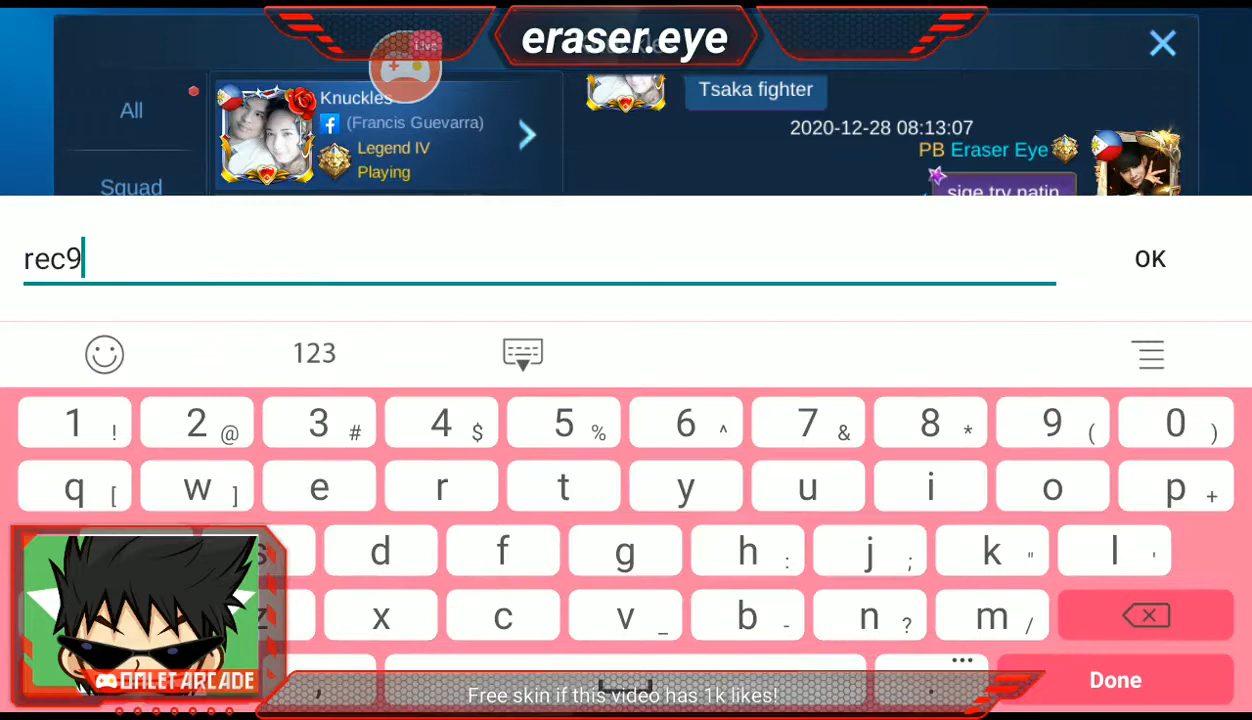 eraser.eye
Live
All
Squad
Knuckles
(Francis Guevarra)
Legend IV
Playing
Tsaka fighter
2020-12-28 08:13:07
PB Eraser Eye
sige try natin
rec9
OK
123
1 ! 2 @ 3 # 4 $ 5 % 6 ^ 7 & 8 * 9 ( 0 )
q [ w ] e r t y u i o p +
s d f g h : j ; k " l '
z x c v _ b - n ? m /
, . ... Done
OMLET ARCADE
Free skin if this video has 1k likes!